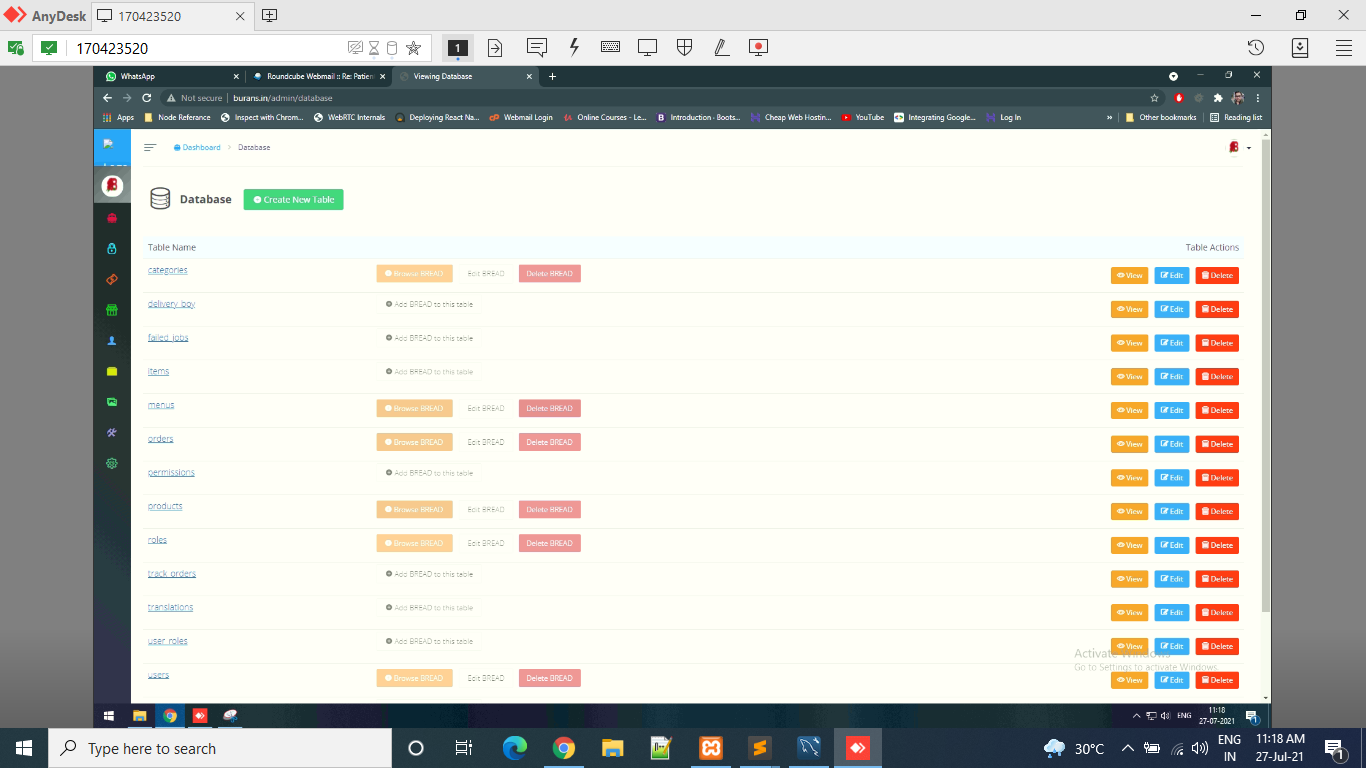 AnyDesk 170423520
170423520 1
WhatsApp Roundcube Webmail :: Re: Patien Viewing Database
Not secure burans.in/admin/database
Apps Node Referance Inspect with Chrom... WebRTC Internals Deploying React Na... Webmail Login Online Courses - Le... Introduction - Boots... Cheap Web Hostin... YouTube Integrating Google... Log In » Other bookmarks Reading list
Dashboard > Database
Database Create New Table
Table Name Table Actions
categories Browse BREAD Edit BREAD Delete BREAD View Edit Delete
delivery_boy Add BREAD to this table View Edit Delete
failed_jobs Add BREAD to this table View Edit Delete
items Add BREAD to this table View Edit Delete
menus Browse BREAD Edit BREAD Delete BREAD View Edit Delete
orders Browse BREAD Edit BREAD Delete BREAD View Edit Delete
permissions Add BREAD to this table View Edit Delete
products Browse BREAD Edit BREAD Delete BREAD View Edit Delete
roles Browse BREAD Edit BREAD Delete BREAD View Edit Delete
track_orders Add BREAD to this table View Edit Delete
translations Add BREAD to this table View Edit Delete
user_roles Add BREAD to this table View Edit Delete
Activate Windows
Go to Settings to activate Windows.
users Browse BREAD Edit BREAD Delete BREAD View Edit Delete
ENG 11:18
27-07-2021 1
Type here to search 30°C ENG 11:18 AM
IN 27-Jul-21 1